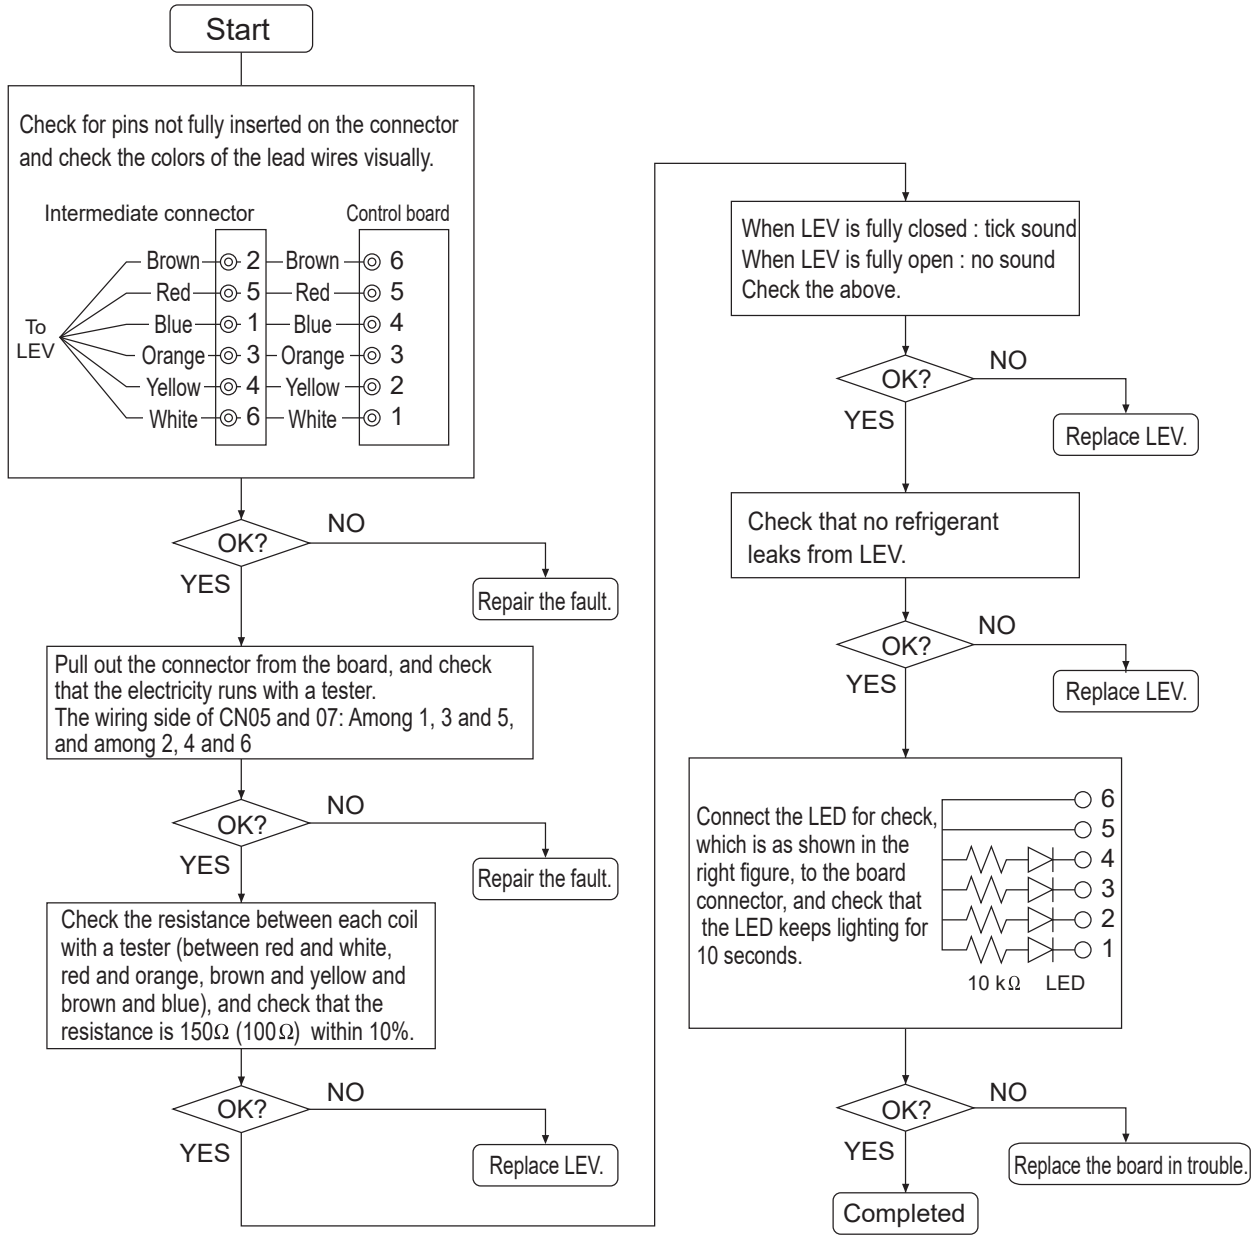 Start
Check for pins not fully inserted on the connector
and check the colors of the lead wires visually.
Intermediate connector
Control board
Brown 2 Brown 6
Red 5 Red 5
Blue 1 Blue 4
Orange 3 Orange 3
Yellow 4 Yellow 2
White 6 White 1
To
LEV
OK?
NO
YES
Repair the fault.
Pull out the connector from the board, and check
that the electricity runs with a tester.
The wiring side of CN05 and 07: Among 1, 3 and 5,
and among 2, 4 and 6
OK?
NO
YES
Repair the fault.
Check the resistance between each coil
with a tester (between red and white,
red and orange, brown and yellow and
brown and blue), and check that the
resistance is 150Ω (100Ω) within 10%.
OK?
NO
YES
Replace LEV.
When LEV is fully closed : tick sound
When LEV is fully open : no sound
Check the above.
OK?
NO
YES
Replace LEV.
Check that no refrigerant
leaks from LEV.
OK?
NO
YES
Replace LEV.
Connect the LED for check,
which is as shown in the
right figure, to the board
connector, and check that
the LED keeps lighting for
10 seconds.
6
5
4
3
2
1
10 kΩ LED
OK?
NO
YES
Replace the board in trouble.
Completed